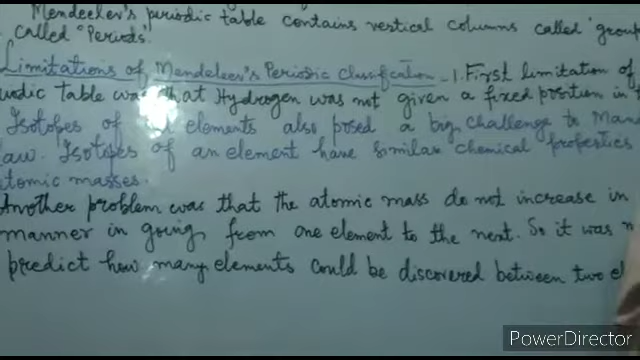 Mendeelev's periodic table contains vertical columns called "group
called "Periods".
Limitations of Mendeleev's Periodic Classification - 1. First limitation of
iodic table was that Hydrogen was not given a fixed position in
Isotopes of elements also posed a big challenge to Men
law. Isotopes of an element have similar chemical properties
atomic masses.
Another problem was that the atomic mass do not increase in
manner in going from one element to the next. So it was
predict how many elements could be discovered between two el
PowerDirector